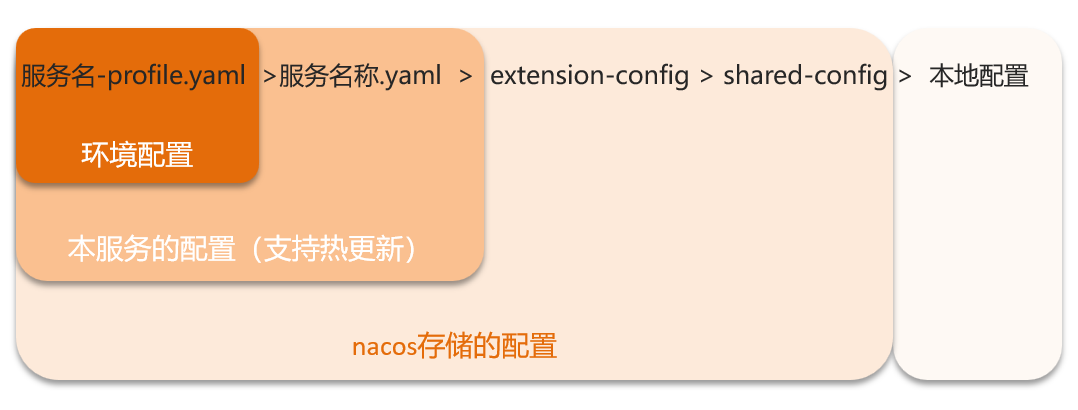 服务名-profile.yaml >服务名称.yaml > extension-config > shared-config > 本地配置
环境配置
本服务的配置（支持热更新）
nacos存储的配置